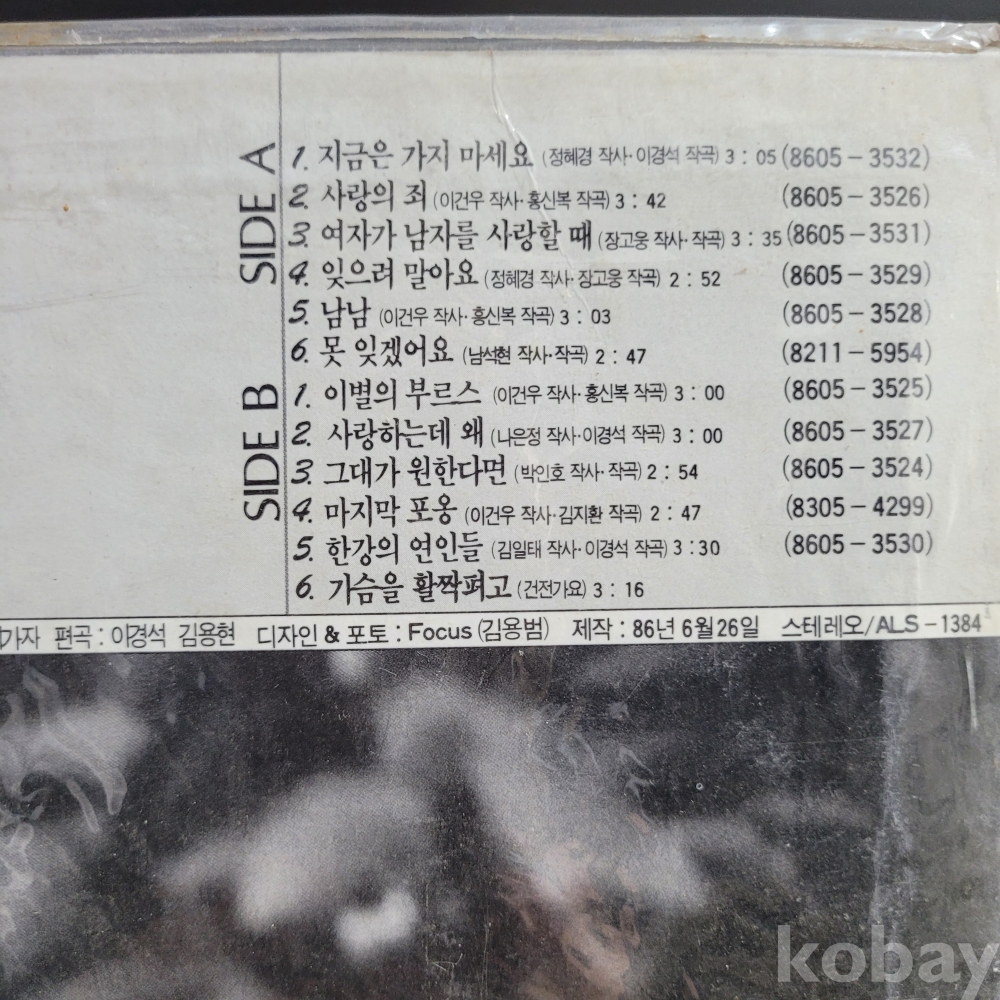 SIDE A
1. 지금은 가지 마세요 (정혜경 작사·이경석 작곡) 3 : 05 (8605-3532)
2. 사랑의 죄 (이건우 작사·홍신복 작곡) 3 : 42 (8605-3526)
3. 여자가 남자를 사랑할 때 (장고웅 작사·작곡) 3 : 35 (8605-3531)
4. 잊으려 말아요 (정혜경 작사·장고웅 작곡) 2 : 52 (8605-3529)
5. 남남 (이건우 작사·홍신복 작곡) 3 : 03 (8605-3528)
6. 못 잊겠어요 (남석현 작사·작곡) 2 : 47 (8211-5954)
SIDE B
1. 이별의 부르스 (이건우 작사·홍신복 작곡) 3 : 00 (8605-3525)
2. 사랑하는데 왜 (나은정 작사·이경석 작곡) 3 : 00 (8605-3527)
3. 그대가 원한다면 (박인호 작사·작곡) 2 : 54 (8605-3524)
4. 마지막 포옹 (이건우 작사·김지환 작곡) 2 : 47 (8305-4299)
5. 한강의 연인들 (김일태 작사·이경석 작곡) 3 : 30 (8605-3530)
6. 가슴을 활짝펴고 (건전가요) 3 : 16
가자 편곡 : 이경석 김용현 디자인 & 포토 : Focus (김용범) 제작 : 86년 6월 26일 스테레오/ALS-1384
kobay